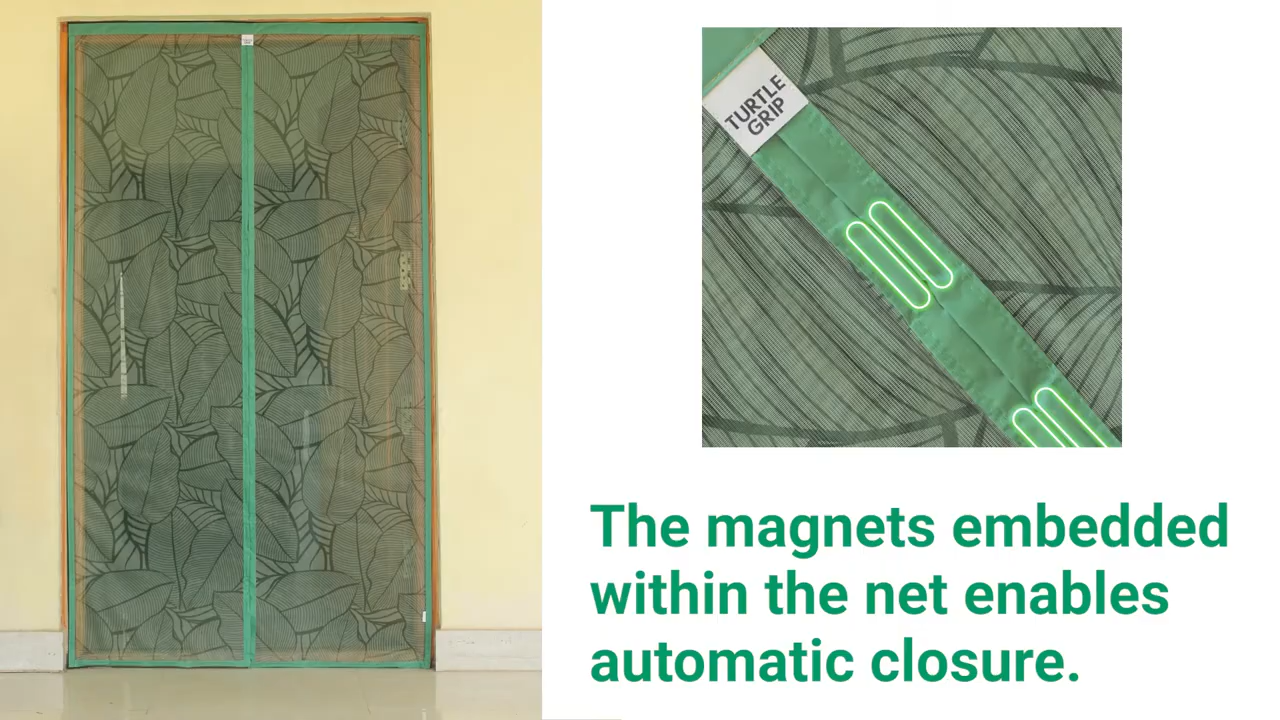 TURTLE
GRIP
The magnets embedded
within the net enables
automatic closure.